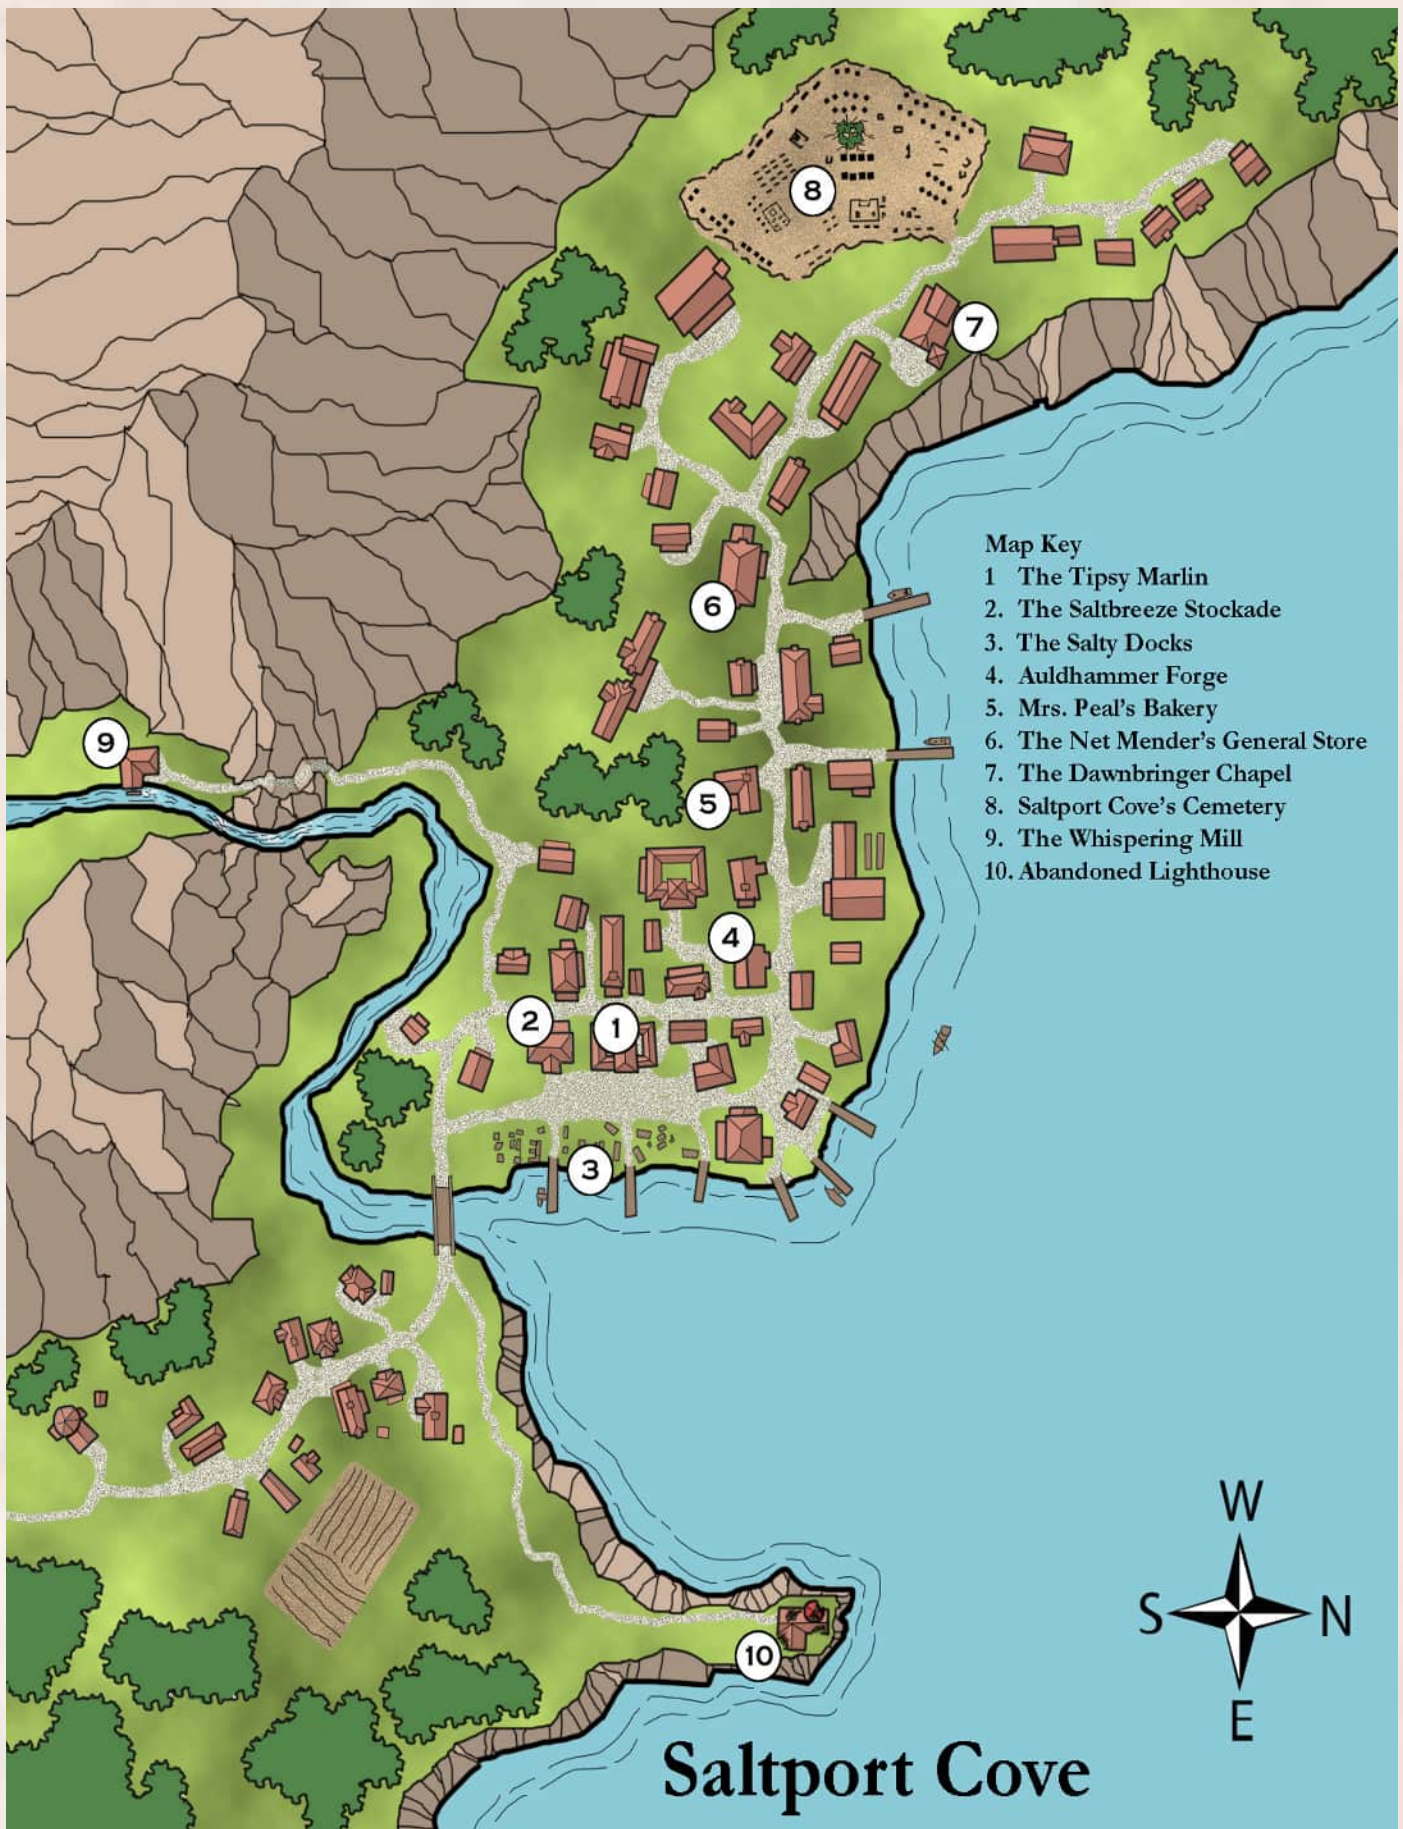 8
7
6
9
5
4
2
1
3
10
Map Key
1 The Tipsy Marlin
2. The Saltbreeze Stockade
3. The Salty Docks
4. Auldhammer Forge
5. Mrs. Peal's Bakery
6. The Net Mender's General Store
7. The Dawnbringer Chapel
8. Saltport Cove's Cemetery
9. The Whispering Mill
10. Abandoned Lighthouse
W
S N
E
Saltport Cove